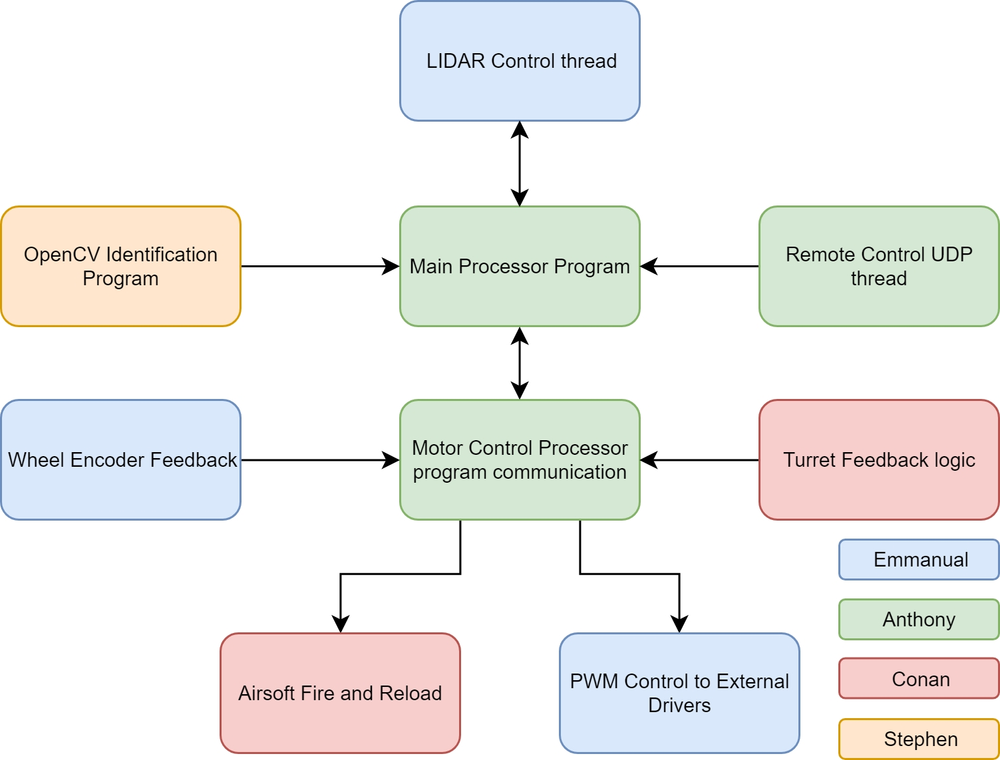 LIDAR Control thread
OpenCV Identification
Program
Main Processor Program
Remote Control UDP
thread
Wheel Encoder Feedback
Motor Control Processor
program communication
Turret Feedback logic
Airsoft Fire and Reload
PWM Control to External
Drivers
Emmanual
Anthony
Conan
Stephen